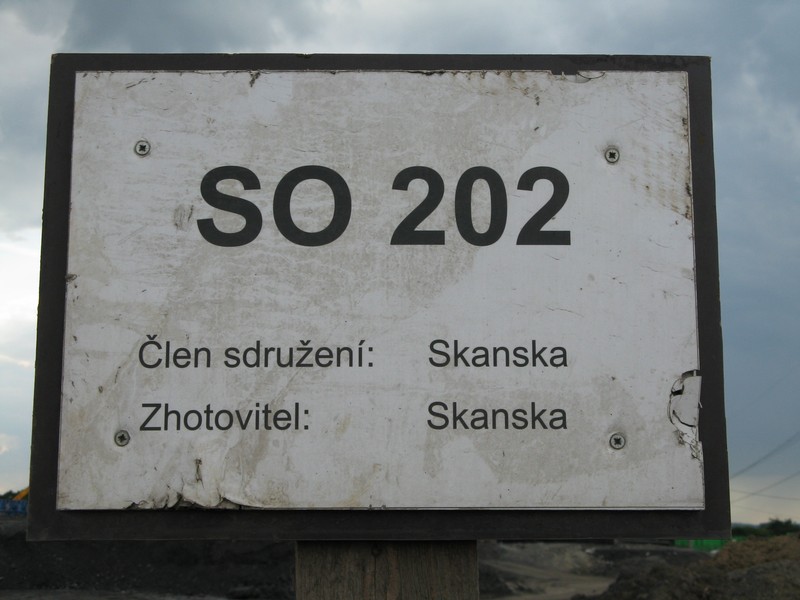 SO 202
Člen sdružení: Skanska
Zhotovitel: Skanska